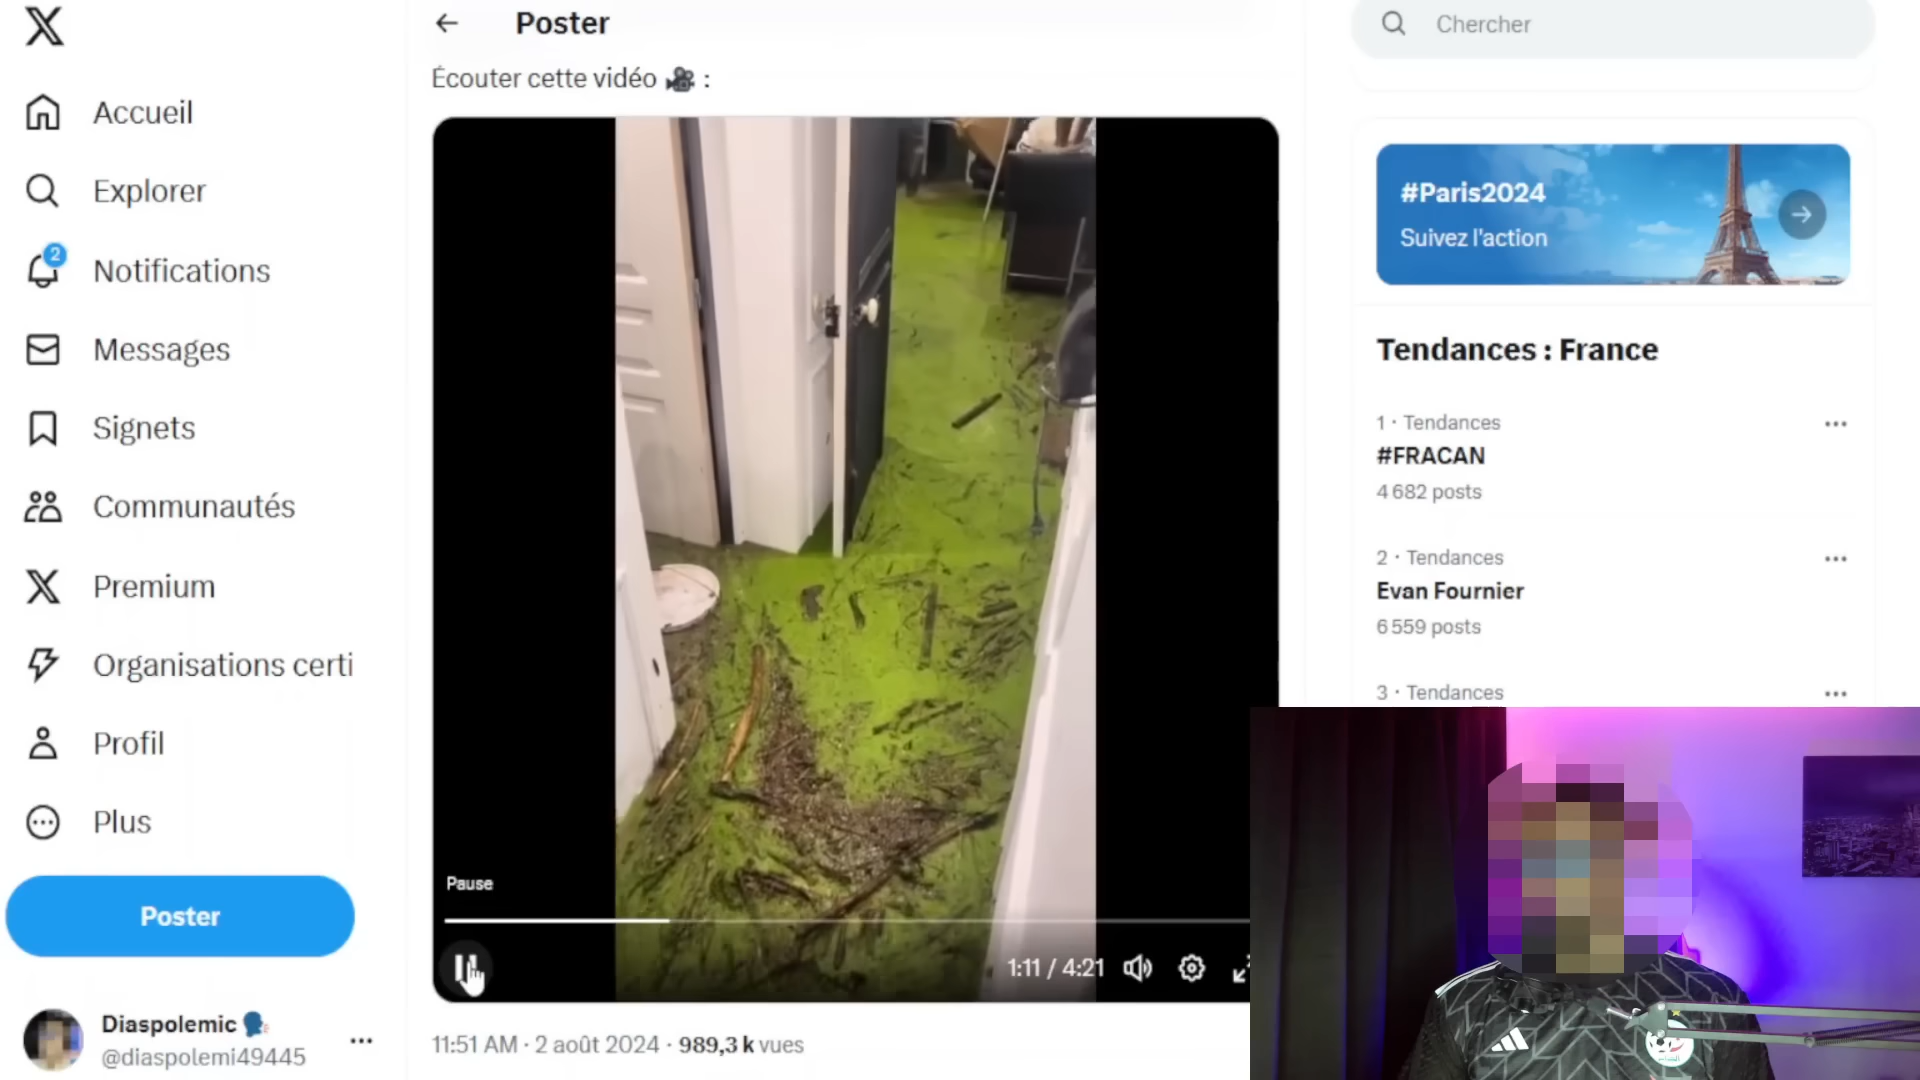 Accueil
Explorer
2
Notifications
Messages
Signets
Communautés
Premium
Organisations certi
Profil
Plus
Poster
Diaspolemic
@diaspolemi49445
Poster
Écouter cette vidéo :
Pause
1:11 / 4:21
11:51 AM · 2 août 2024 · 989,3 k vues
Chercher
#Paris2024
Suivez l'action
Tendances : France
1 · Tendances
#FRACAN
4 682 posts
2 · Tendances
Evan Fournier
6 559 posts
3 · Tendances